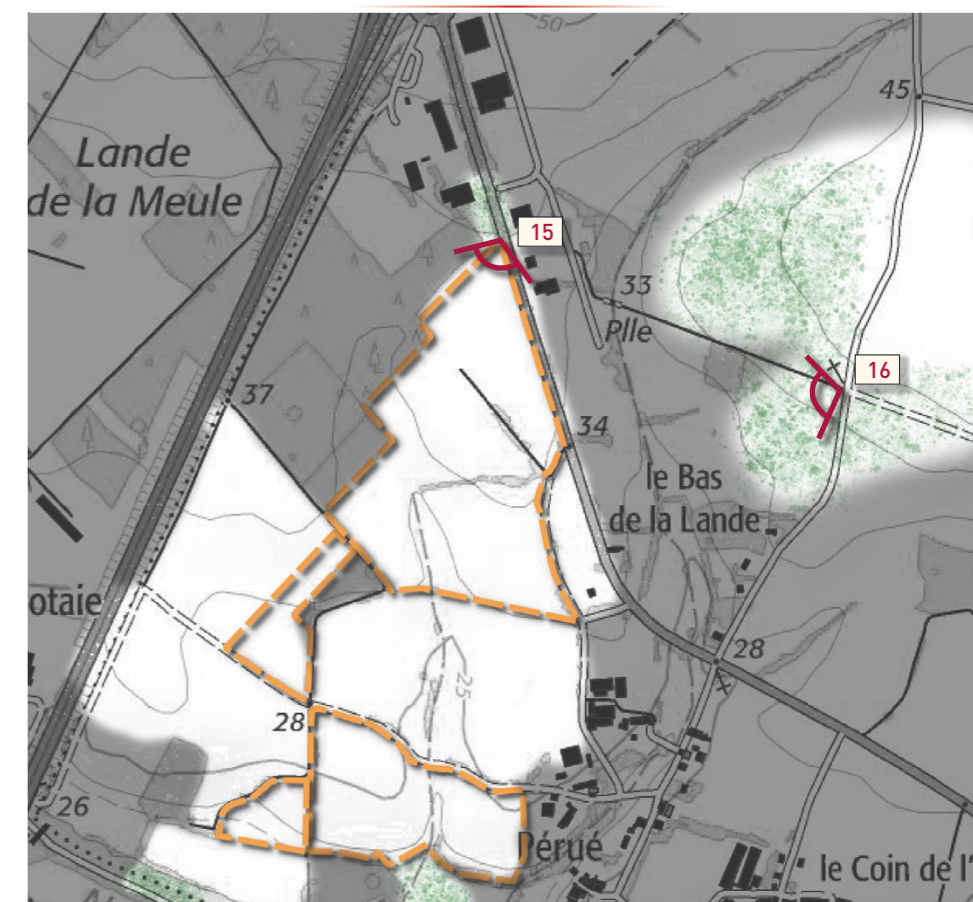 50
45
Lande
de la Meule
15
33
Plle
16
37
34
le Bas
de la Lande
otaie
28
25
28
26
Pérué
le Coin de l'